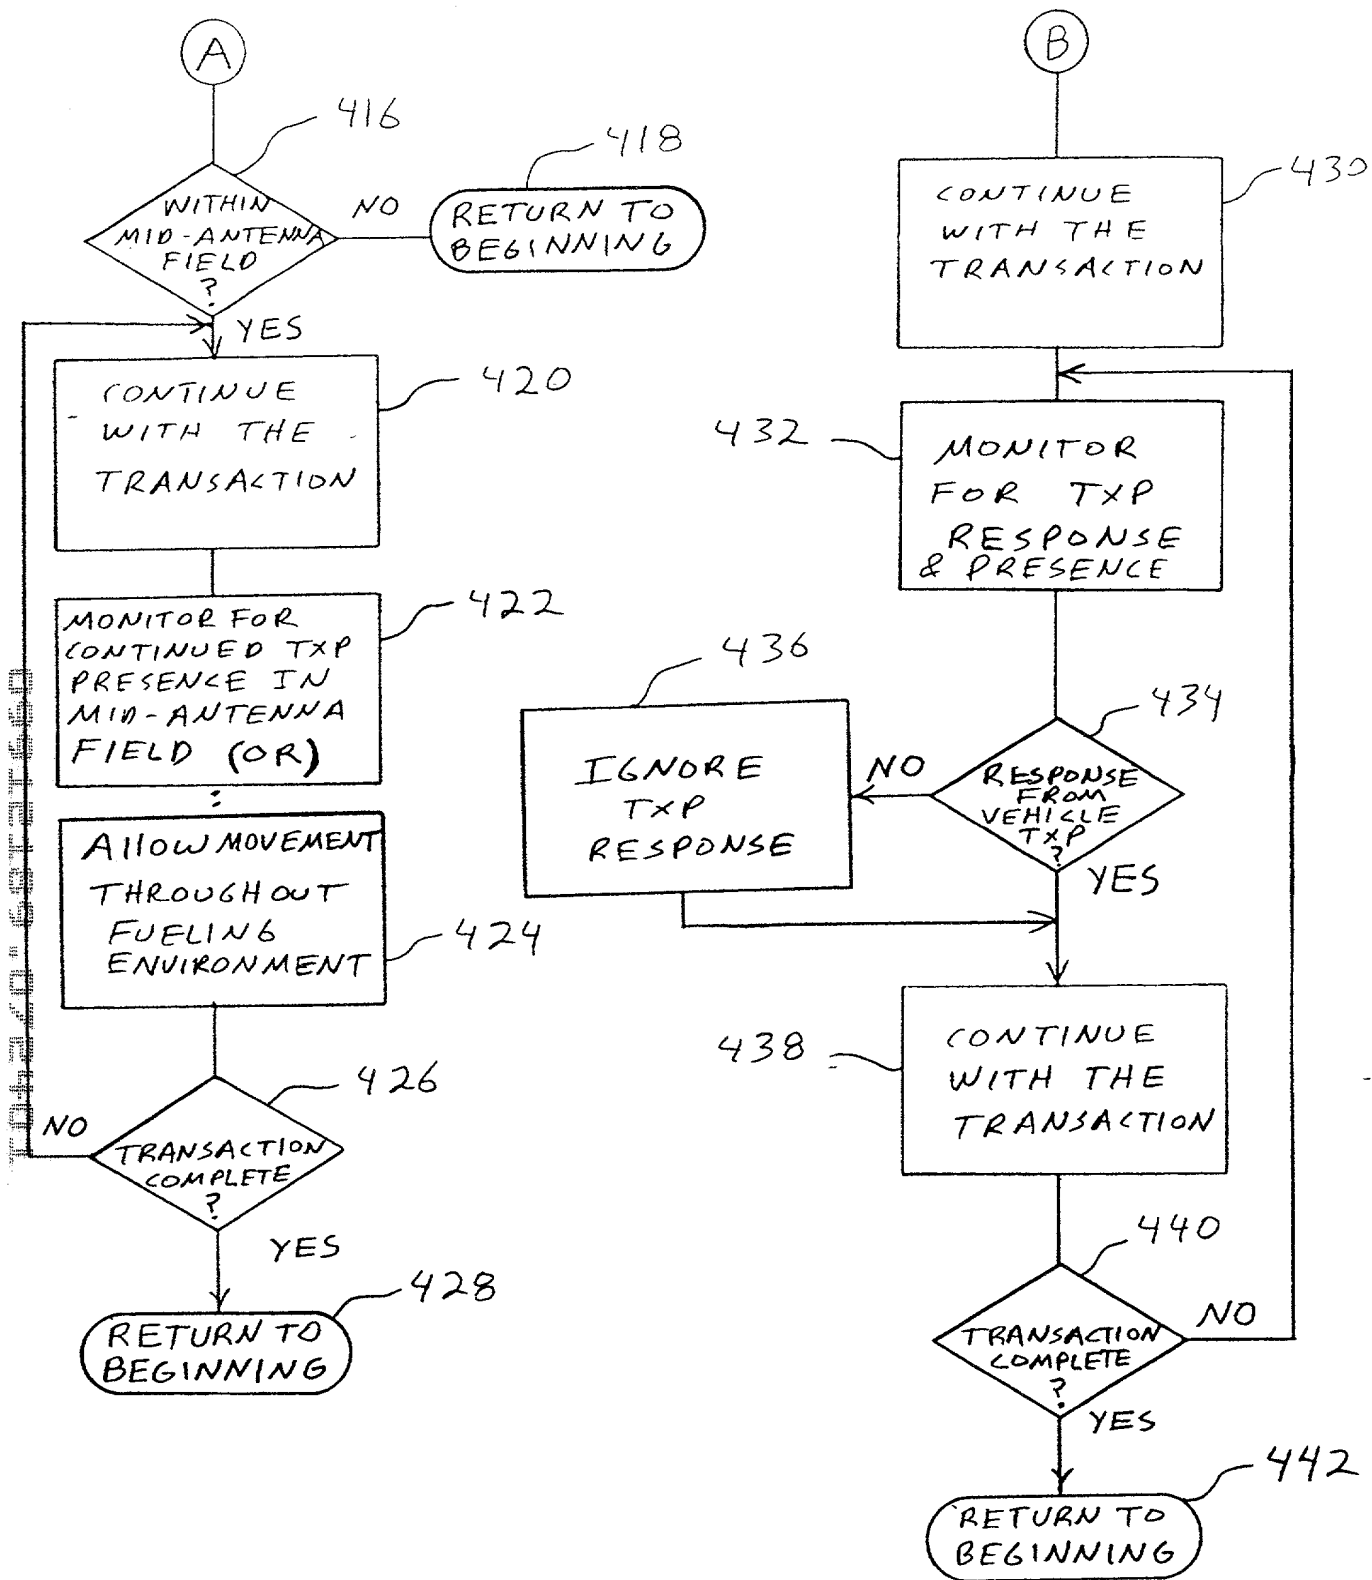 A
416
WITHIN
MID-ANTENNA
FIELD
?
NO
418
RETURN TO
BEGINNING
YES
420
CONTINUE
WITH THE
TRANSACTION
422
MONITOR FOR
CONTINUED TXP
PRESENCE IN
MID-ANTENNA
FIELD (OR)
424
ALLOW MOVEMENT
THROUGHOUT
FUELING
ENVIRONMENT
426
NO
TRANSACTION
COMPLETE
?
YES
428
RETURN TO
BEGINNING
B
430
CONTINUE
WITH THE
TRANSACTION
432
MONITOR
FOR TXP
RESPONSE
& PRESENCE
434
RESPONSE
FROM
VEHICLE
TXP
?
NO
436
IGNORE
TXP
RESPONSE
YES
438
CONTINUE
WITH THE
TRANSACTION
440
TRANSACTION
COMPLETE
?
NO
YES
442
RETURN TO
BEGINNING